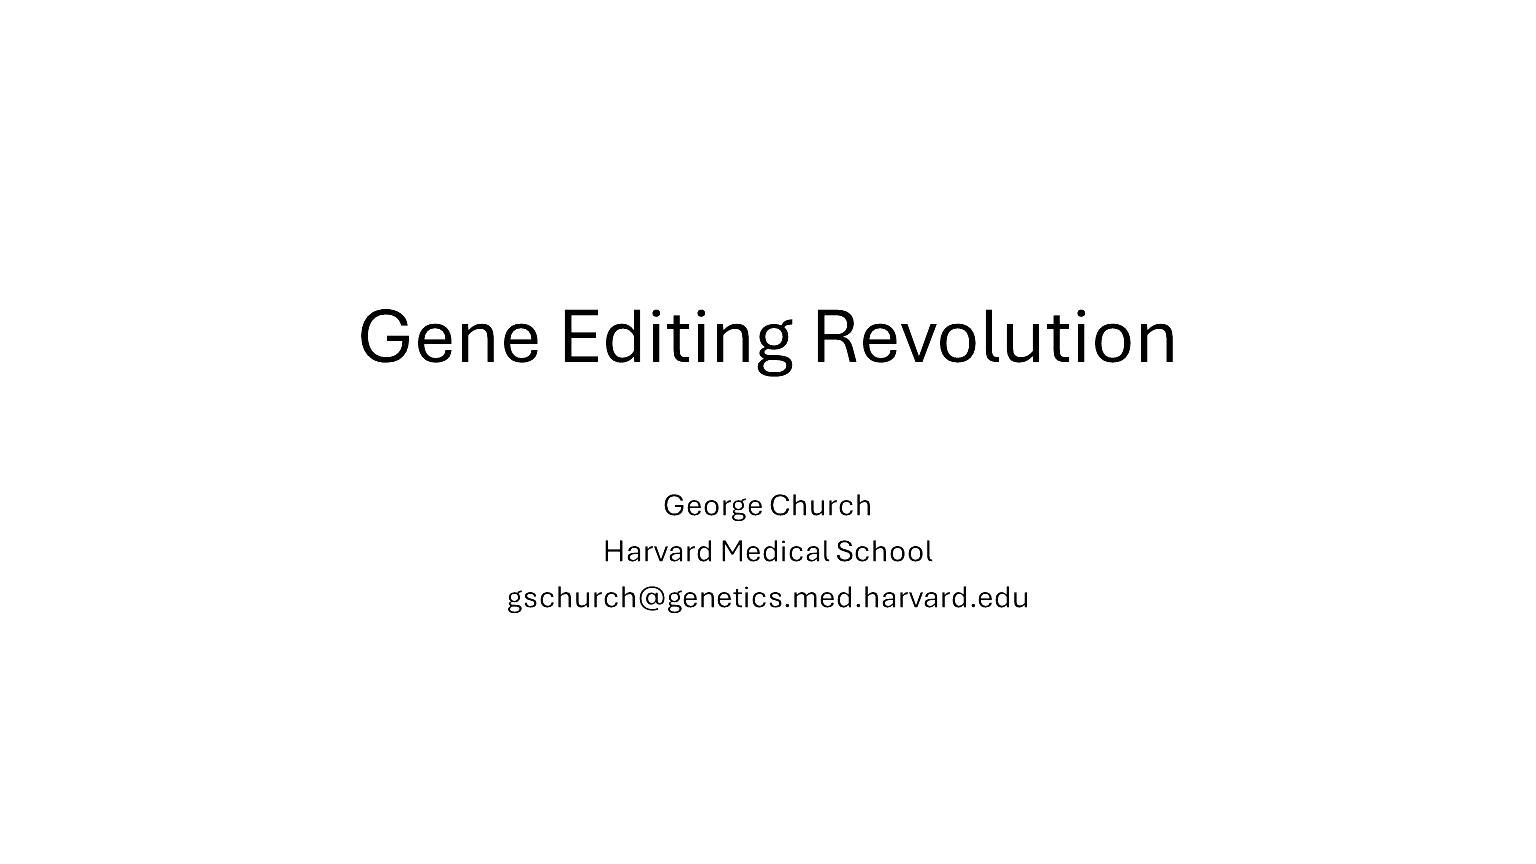 Gene Editing Revolution
George Church
Harvard Medical School
gschurch@genetics.med.harvard.edu